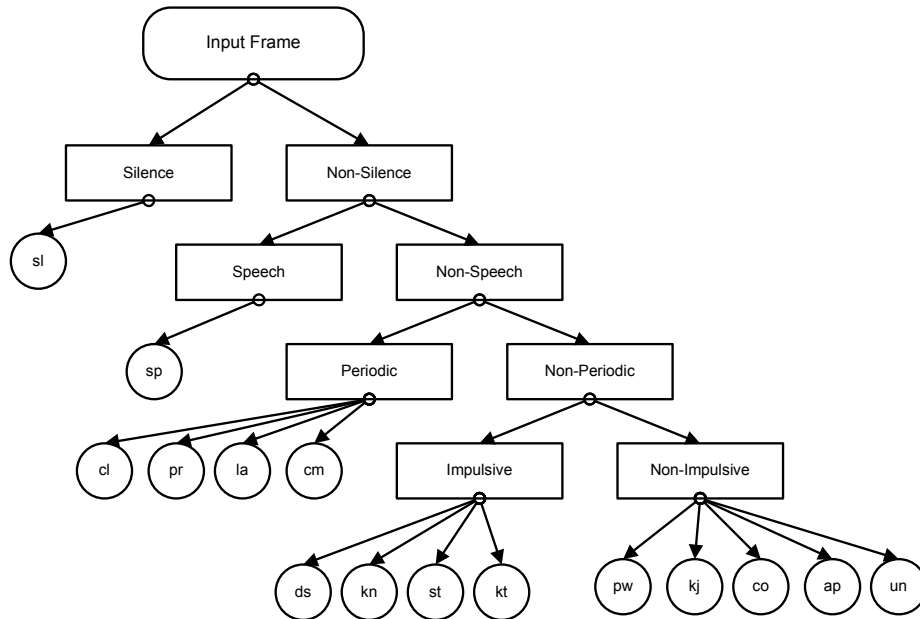 Input Frame
Silence
Non-Silence
sl
Speech
Non-Speech
sp
Periodic
Non-Periodic
cl
pr
la
cm
Impulsive
Non-Impulsive
ds
kn
st
kt
pw
kj
co
ap
un